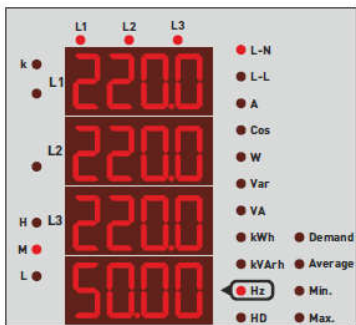 L1 L2 L3
k L1 220.0 L-N
L-L
A
L2 220.0 Cos
W
Var
H L3 220.0 VA
M kWh Demand
kVArh Average
L 50.00 Hz Min.
HD Max.